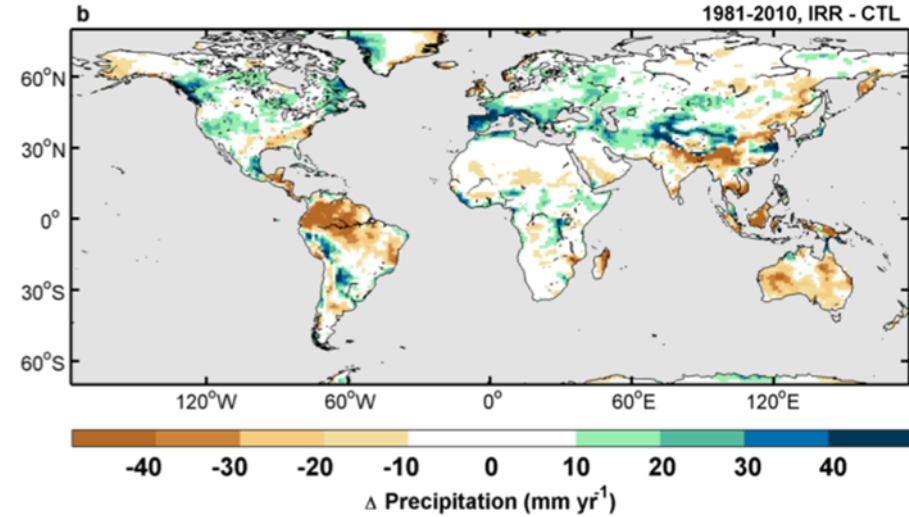 b 1981-2010, IRR - CTL
60°N
30°N
0°
30°S
60°S
120°W 60°W 0° 60°E 120°E
-40 -30 -20 -10 0 10 20 30 40
Δ Precipitation (mm yr⁻¹)